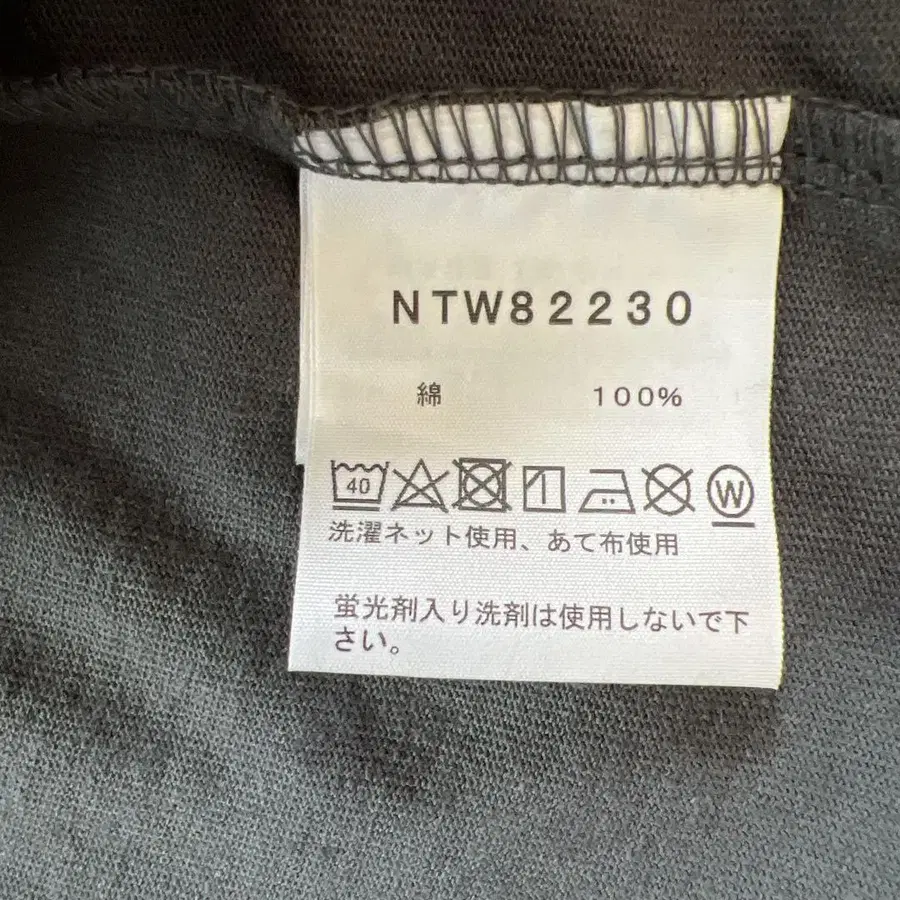 NTW82230
綿 100%
40 W
洗濯ネット使用、あて布使用
蛍光剤入り洗剤は使用しないで下
さい。